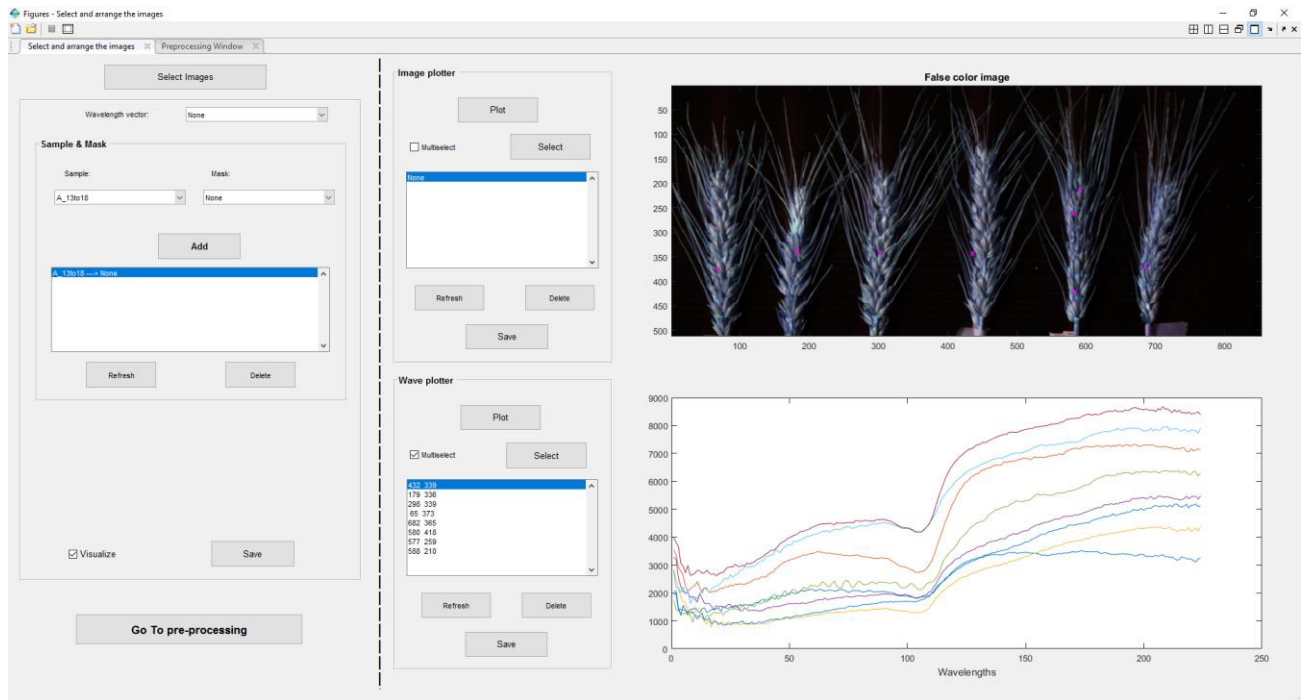 Figures - Select and arrange the images
Select and arrange the images
Preprocessing Window
Select Images
Wavelength vector:
None
Sample & Mask
Sample:
Mask:
A_13to18
None
Add
A_13to18 ---> None
Refresh
Delete
Visualize
Save
Go To pre-processing
Image plotter
Plot
Multiselect
Select
None
Refresh
Delete
Save
Wave plotter
Plot
Multiselect
Select
432 339
179 336
298 339
65 373
682 365
580 418
577 259
588 210
Refresh
Delete
Save
False color image
50
100
150
200
250
300
350
400
450
500
100 200 300 400 500 600 700 800
9000
8000
7000
6000
5000
4000
3000
2000
1000
0
0 50 100 150 200 250
Wavelengths